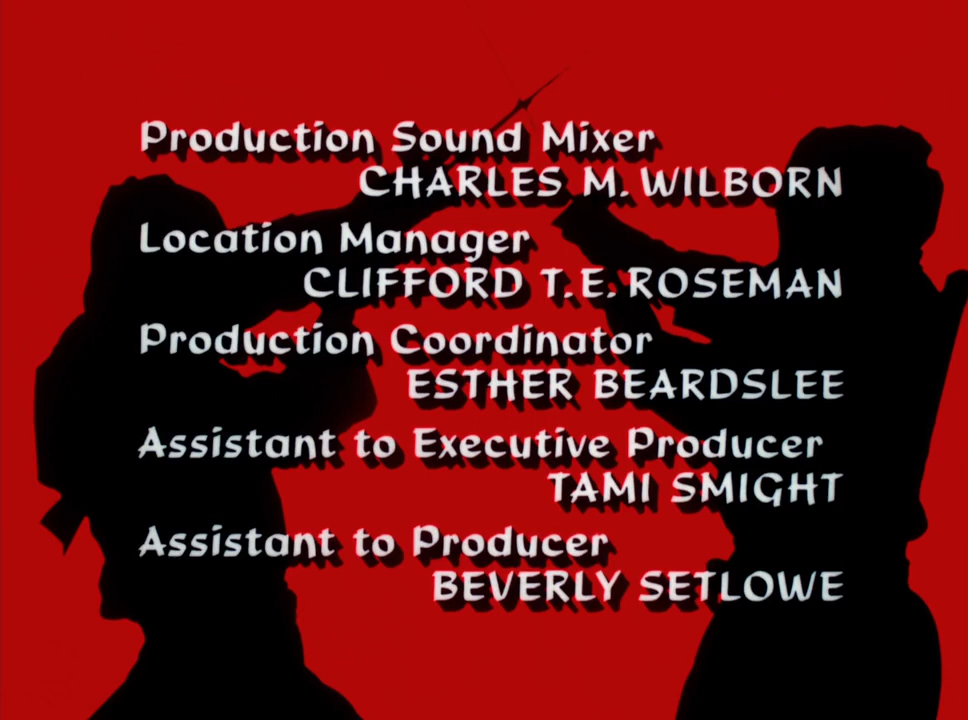 Production Sound Mixer
CHARLES M. WILBORN
Location Manager
CLIFFORD T.E. ROSEMAN
Production Coordinator
ESTHER BEARDSLEE
Assistant to Executive Producer
TAMI SMIGHT
Assistant to Producer
BEVERLY SETLOWE